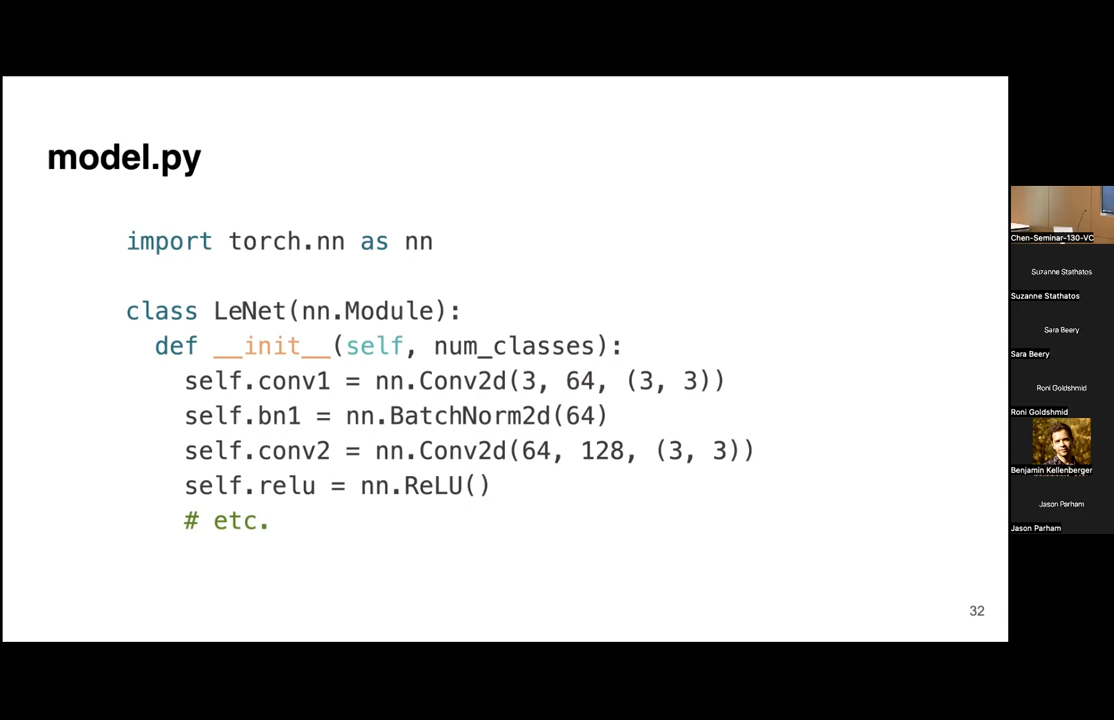 model.py
import torch.nn as nn
class LeNet(nn.Module):
def __init__(self, num_classes):
self.conv1 = nn.Conv2d(3, 64, (3, 3))
self.bn1 = nn.BatchNorm2d(64)
self.conv2 = nn.Conv2d(64, 128, (3, 3))
self.relu = nn.ReLU()
# etc.
32
Chen-Seminar-130-VC
Suzanne Stathatos
Suzanne Stathatos
Sara Beery
Sara Beery
Roni Goldshmid
Roni Goldshmid
Benjamin Kellenberger
Jason Parham
Jason Parham